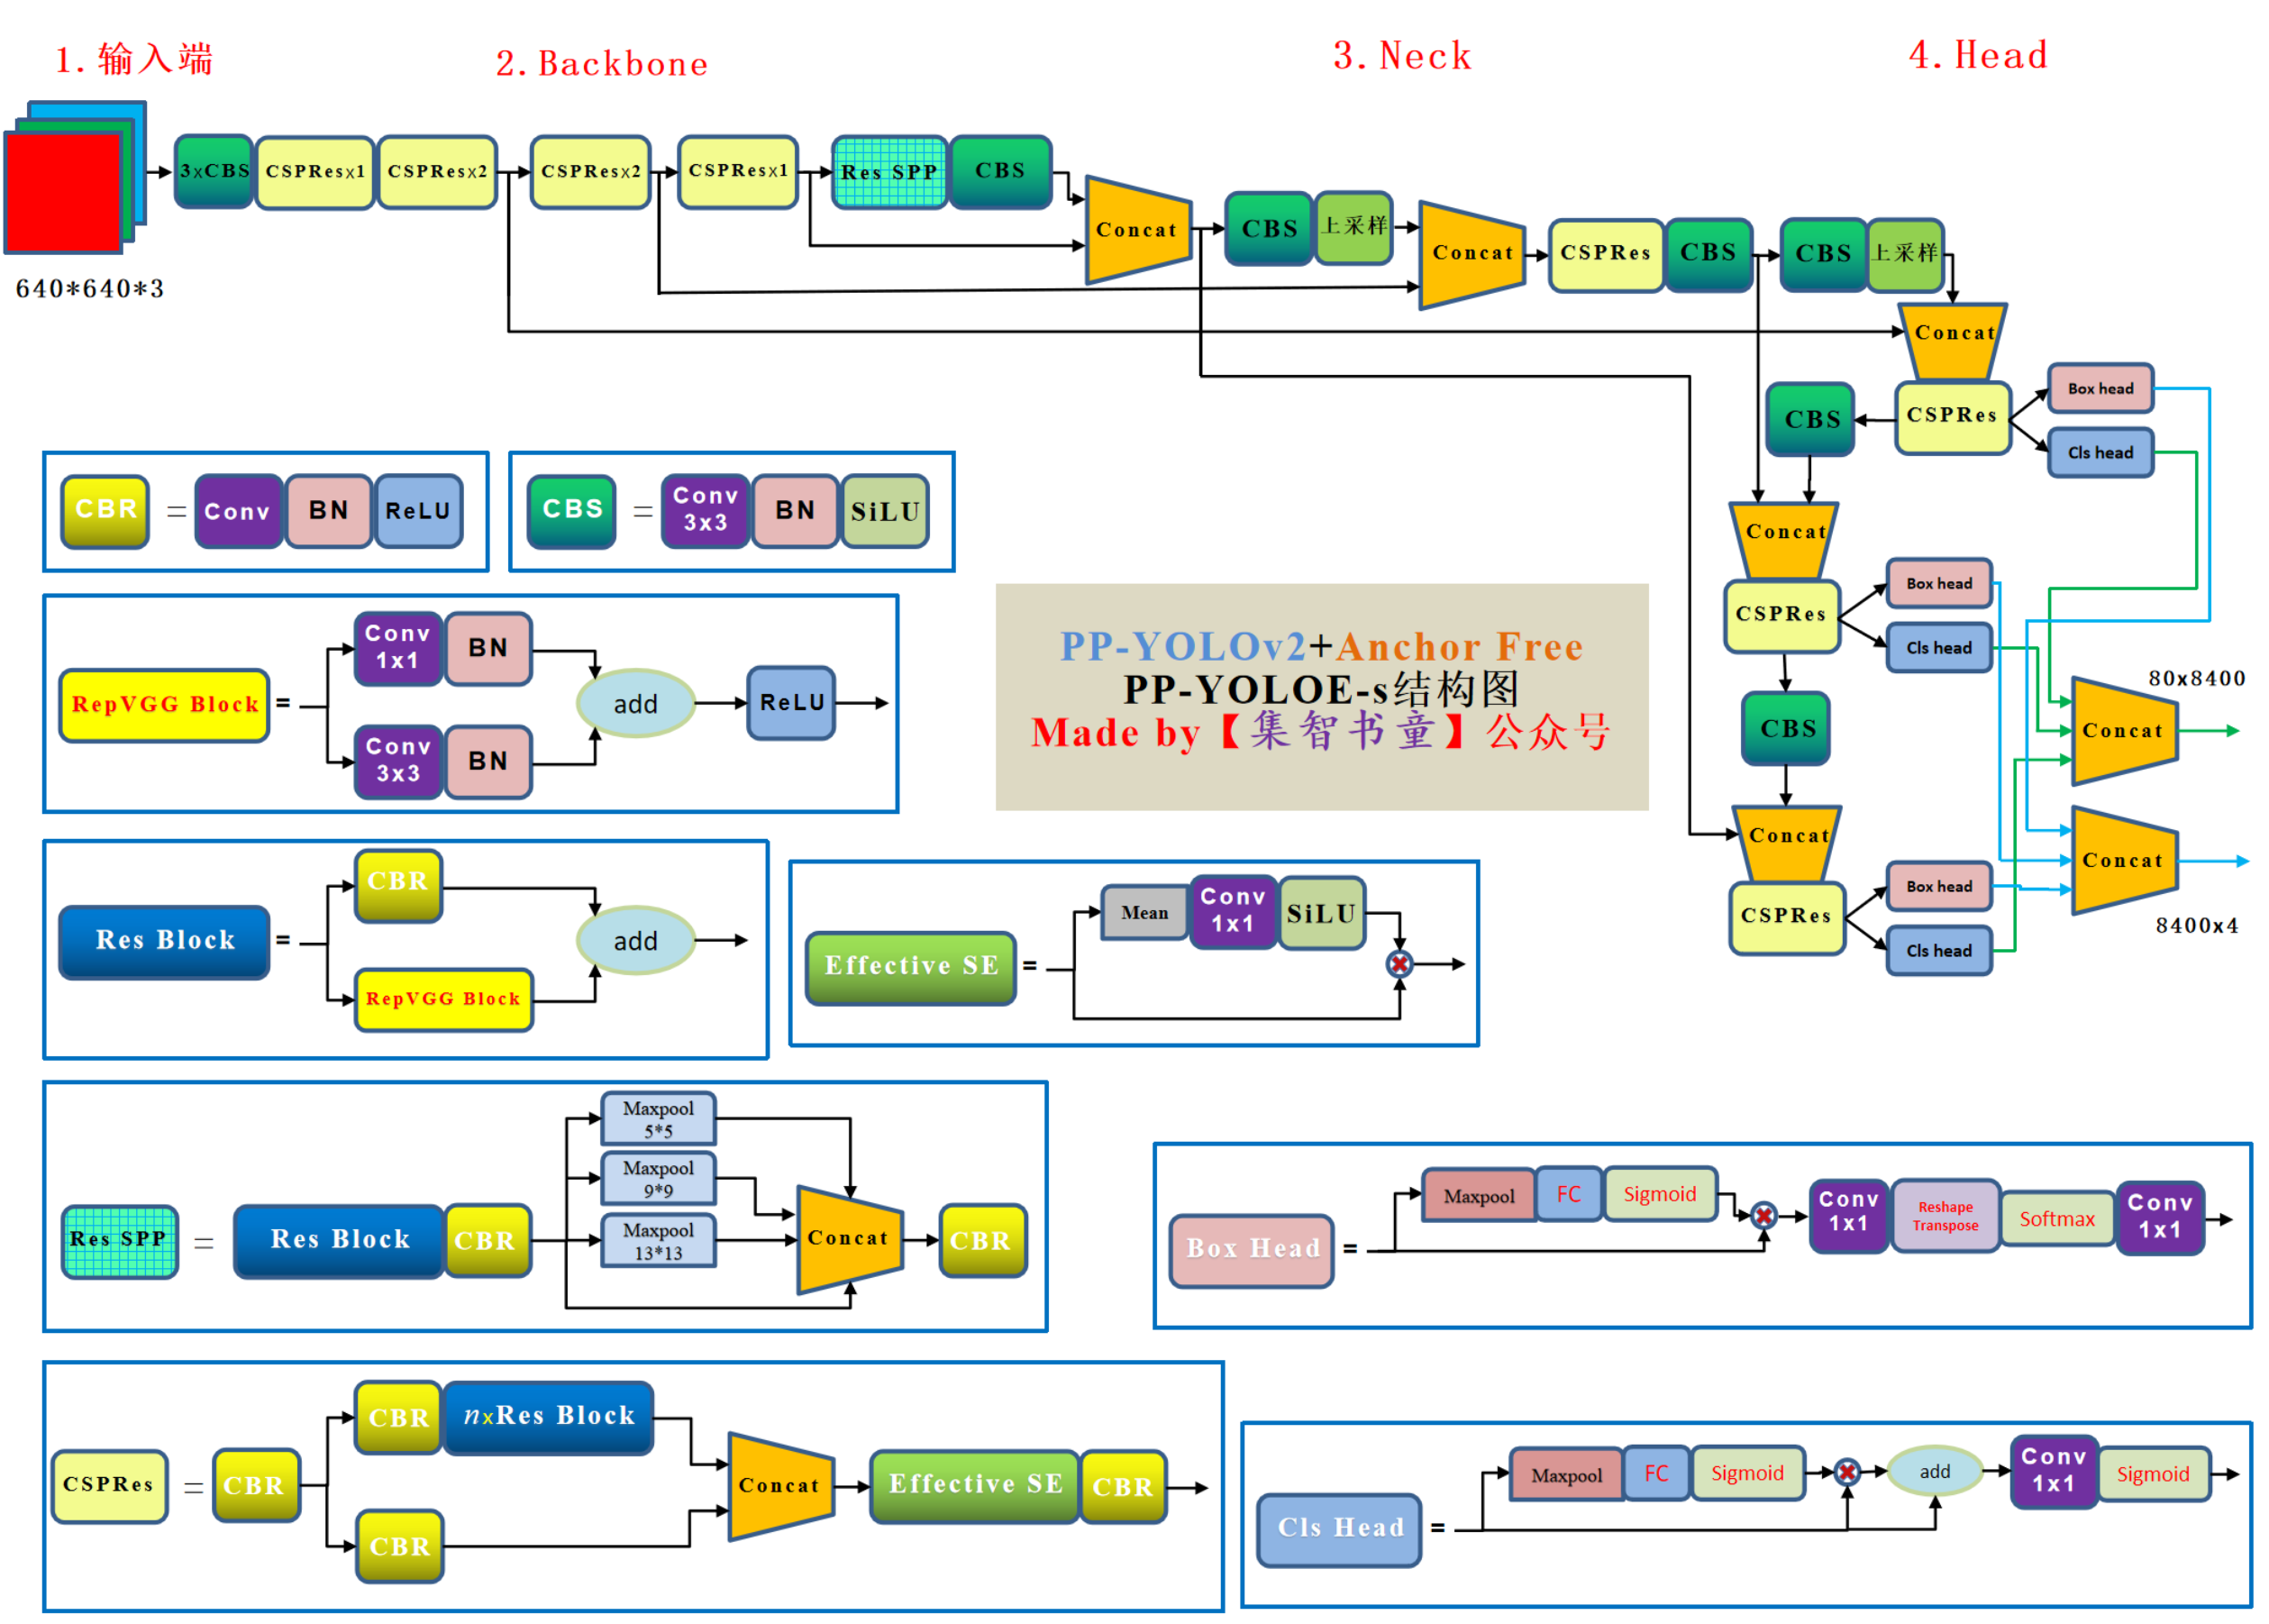 1.输入端
2.Backbone
3.Neck
4.Head
640*640*3
3xCBS
CSPResx1
CSPResx2
CSPResx2
CSPResx1
Res SPP
CBS
Concat
CBS
上采样
Concat
CSPRes
CBS
CBS
上采样
Concat
CSPRes
Box head
Cls head
CBS
Concat
CSPRes
Box head
Cls head
CBS
Concat
CSPRes
Box head
Cls head
80x8400
Concat
Concat
8400x4
CBR
=
Conv
BN
ReLU
CBS
=
Conv
3x3
BN
SiLU
RepVGG Block
=
Conv
1x1
BN
Conv
3x3
BN
add
ReLU
PP-YOLOv2+Anchor Free
PP-YOLOE-s结构图
Made by【集智书童】公众号
Res Block
=
CBR
RepVGG Block
add
Effective SE
=
Mean
Conv
1x1
SiLU
Res SPP
=
Res Block
CBR
Maxpool
5*5
Maxpool
9*9
Maxpool
13*13
Concat
CBR
Box Head
=
Maxpool
FC
Sigmoid
Conv
1x1
Reshape
Transpose
Softmax
Conv
1x1
CSPRes
=
CBR
CBR
nxRes Block
CBR
Concat
Effective SE
CBR
Cls Head
=
Maxpool
FC
Sigmoid
add
Conv
1x1
Sigmoid